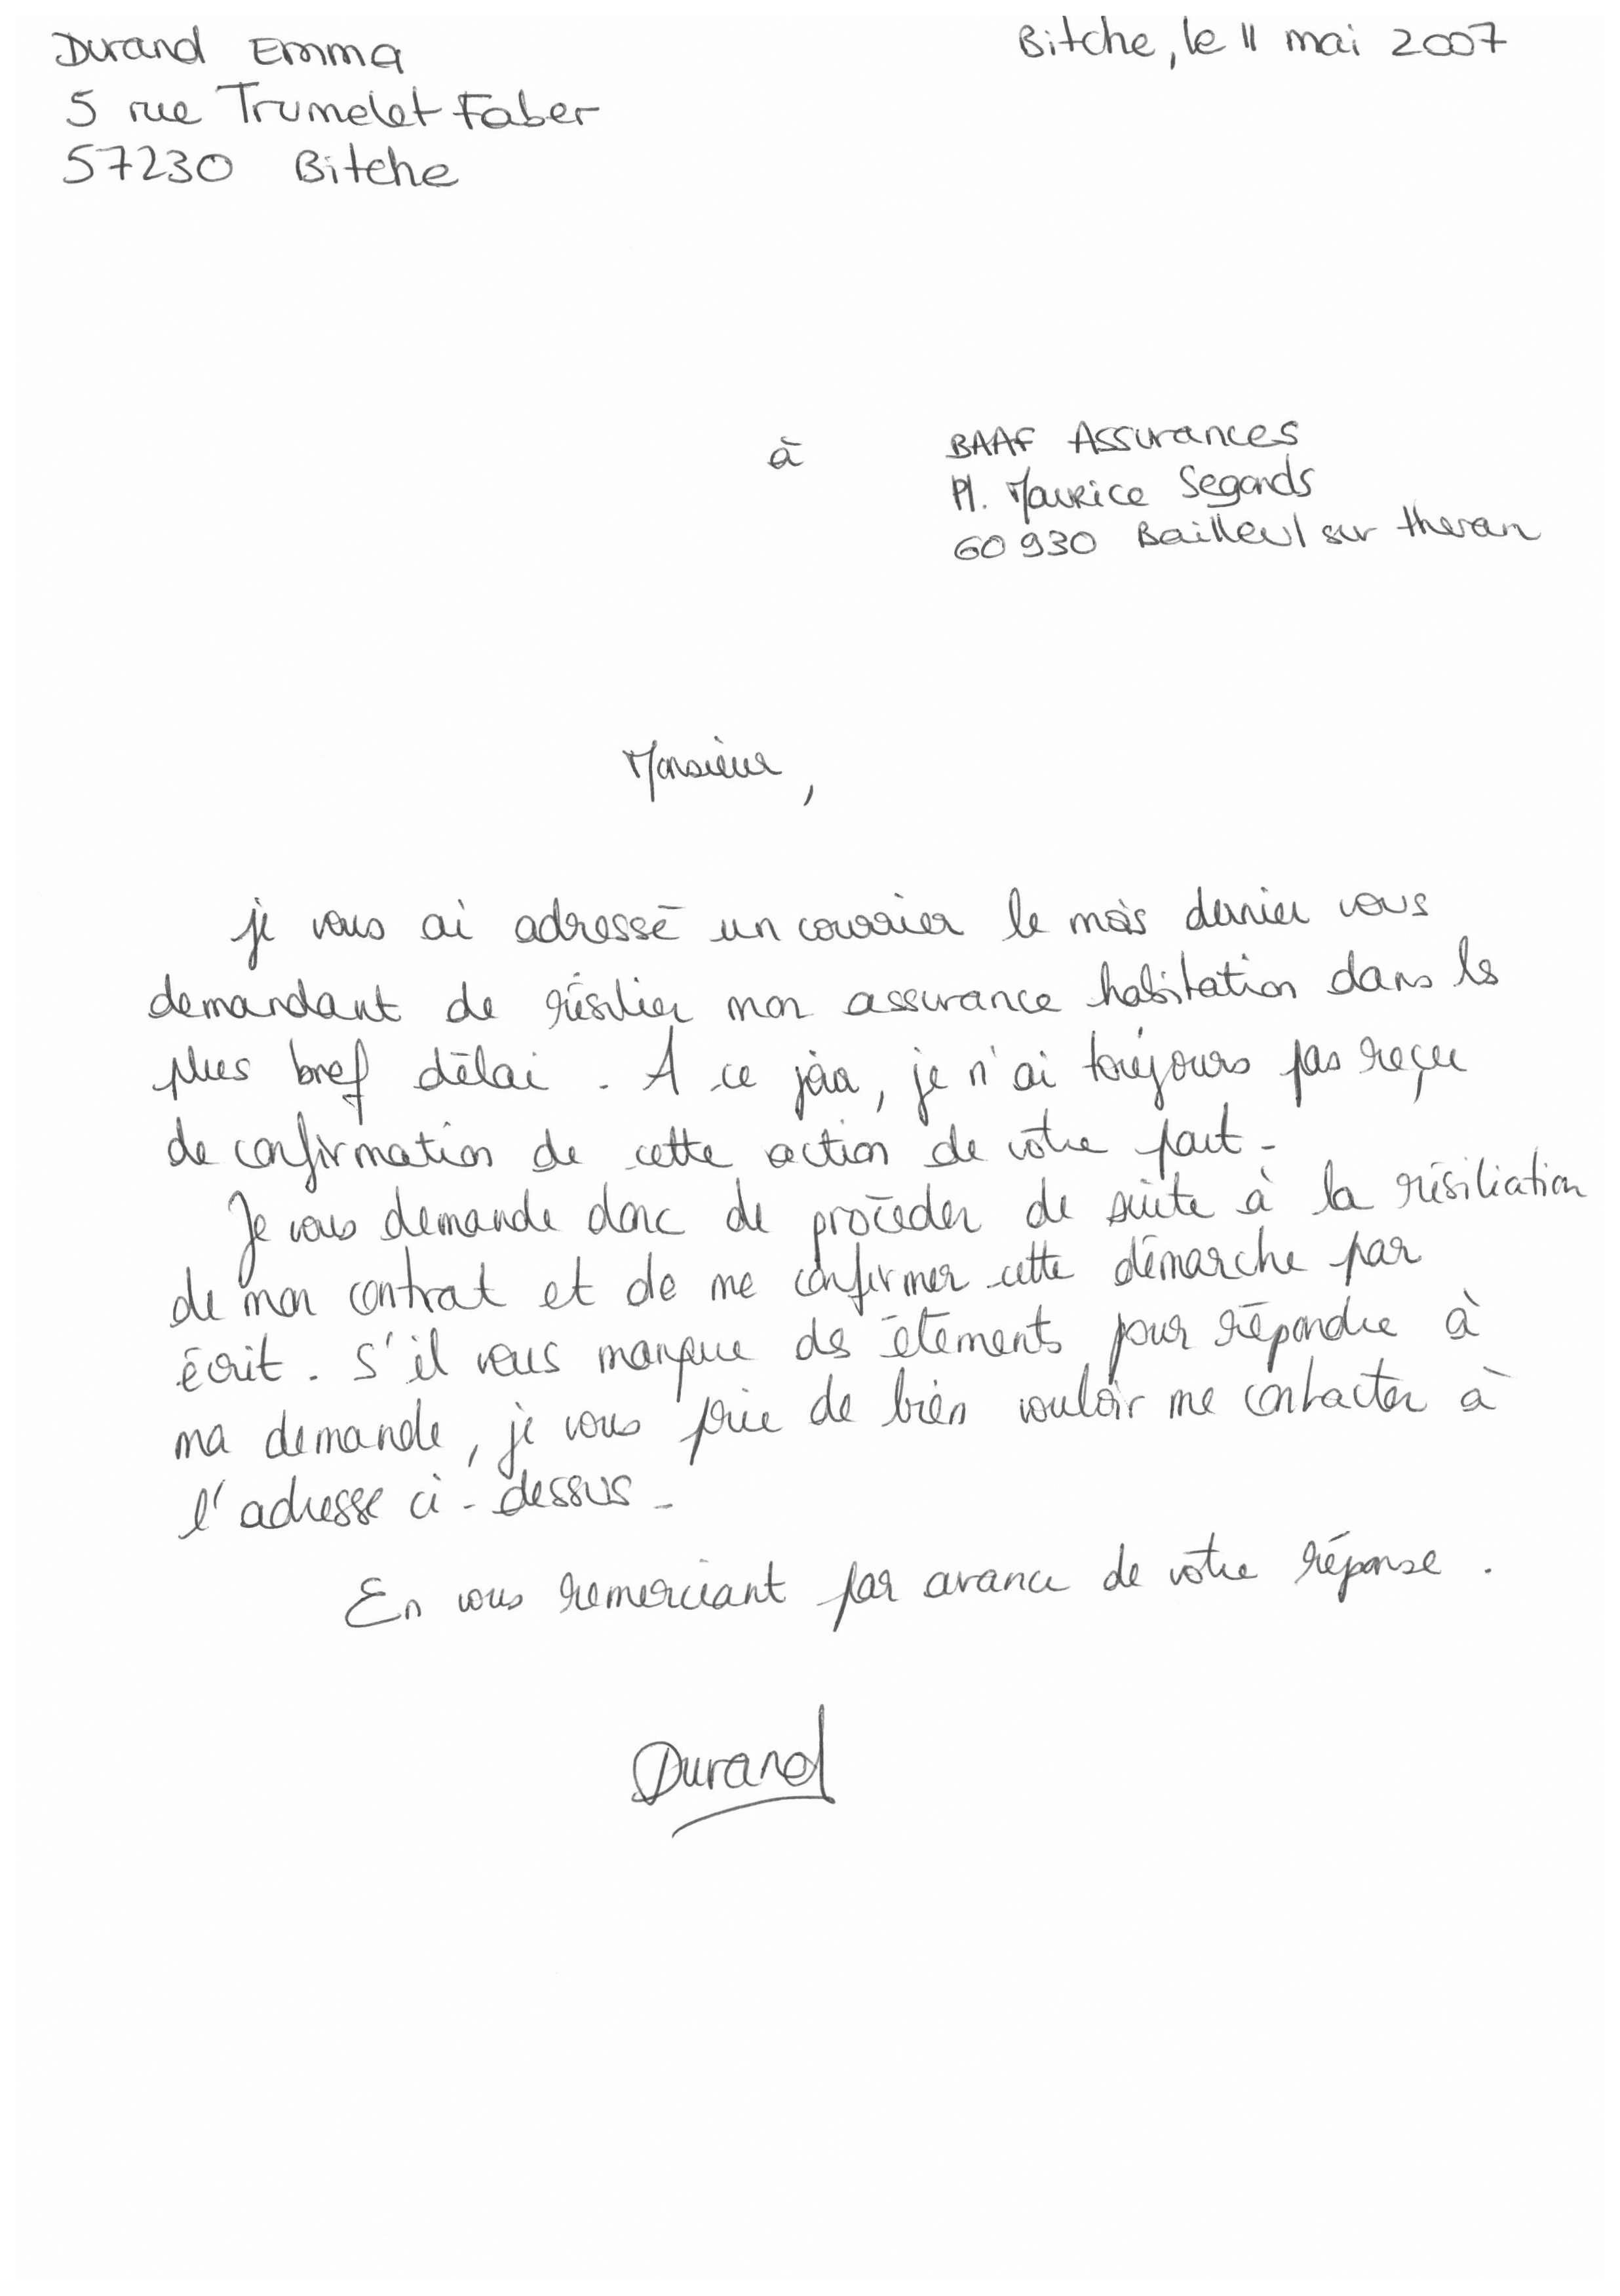 Durand Emma
Bitche, le 11 mai 2007
5 rue Trumelet Faber
57230 Bitche
à
BAAF Assurances
Pl. Maurice Segonds
60 930 Bailleul sur theran
Monsieur,
je vous ai adressé un courrier le mois dernier vous
demandant de résilier mon assurance habitation dans le
plus bref délai. A ce jour, je n'ai toujours pas reçu
de confirmation de cette action de votre part.
Je vous demande donc de procéder de suite à la résiliation
de mon contrat et de me confirmer cette démarche par
écrit. S'il vous manque des éléments pour répondre à
ma demande, je vous prie de bien vouloir me contacter à
l'adresse ci-dessus.
En vous remerciant par avance de votre réponse.
Durand